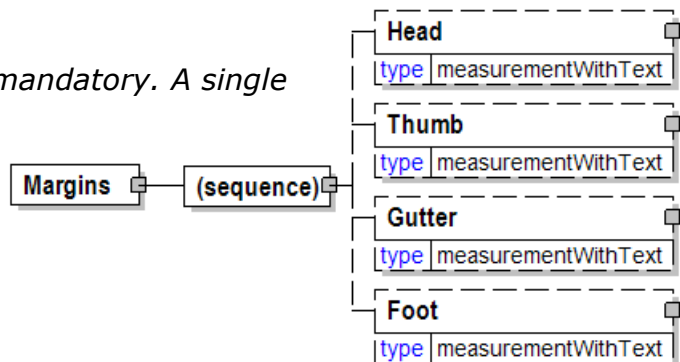 Head
type measurementWithText
mandatory. A single
Thumb
type measurementWithText
Margins
(sequence)
Gutter
type measurementWithText
Foot
type measurementWithText